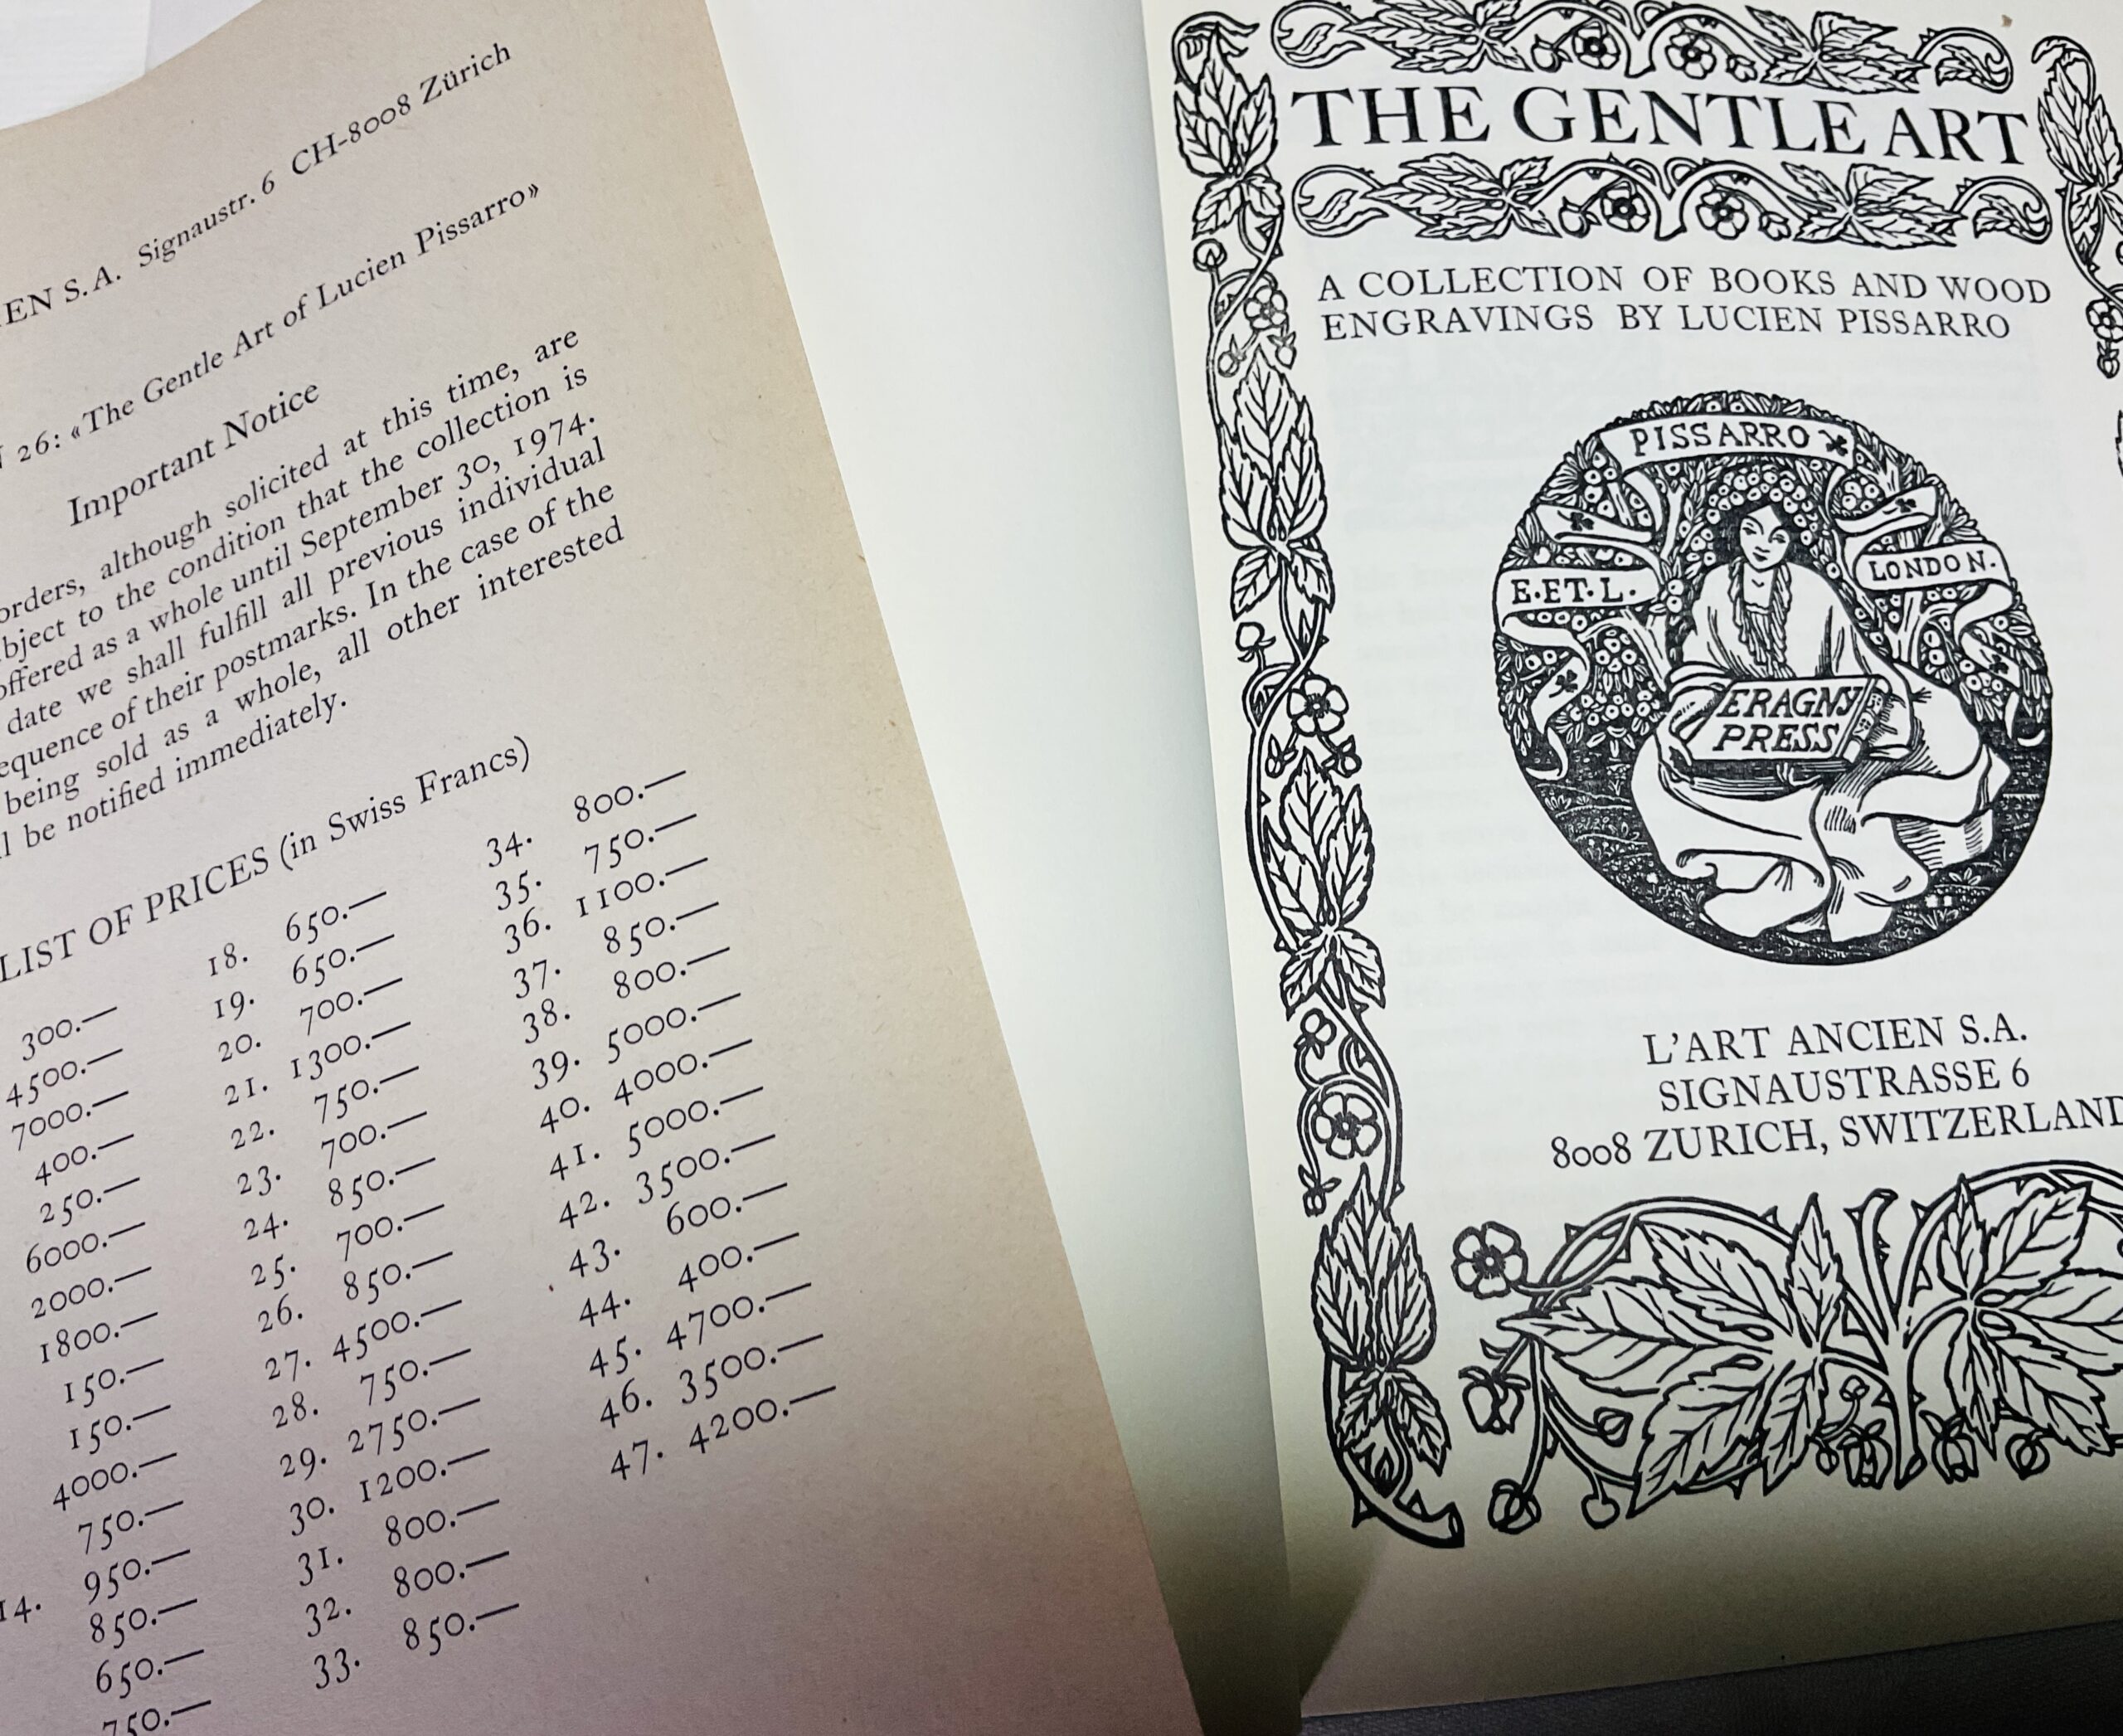 IEN S.A. Signaustr. 6 CH-8008 Zürich
26: «The Gentle Art of Lucien Pissarro»
Important Notice
orders, although solicited at this time, are
bject to the condition that the collection is
offered as a whole until September 30, 1974.
date we shall fulfill all previous individual
equence of their postmarks. In the case of the
being sold as a whole, all other interested
l be notified immediately.
LIST OF PRICES (in Swiss Francs)
300.—
4500.—
7000.—
400.—
250.—
6000.—
2000.—
1800.—
150.—
150.—
4000.—
750.—
14. 950.—
850.—
650.—
750.—
18. 650.—
19. 650.—
20. 700.—
21. 1300.—
22. 750.—
23. 700.—
24. 850.—
25. 700.—
26. 850.—
27. 4500.—
28. 750.—
29. 2750.—
30. 1200.—
31. 800.—
32. 800.—
33. 850.—
34. 800.—
35. 750.—
36. 1100.—
37. 850.—
38. 800.—
39. 5000.—
40. 4000.—
41. 5000.—
42. 3500.—
43. 600.—
44. 400.—
45. 4700.—
46. 3500.—
47. 4200.—
THE GENTLE ART
A COLLECTION OF BOOKS AND WOOD
ENGRAVINGS BY LUCIEN PISSARRO
PISSARRO
E·ET·L·
LONDON·
ERAGNY
PRESS
L'ART ANCIEN S.A.
SIGNAUSTRASSE 6
8008 ZURICH, SWITZERLAND